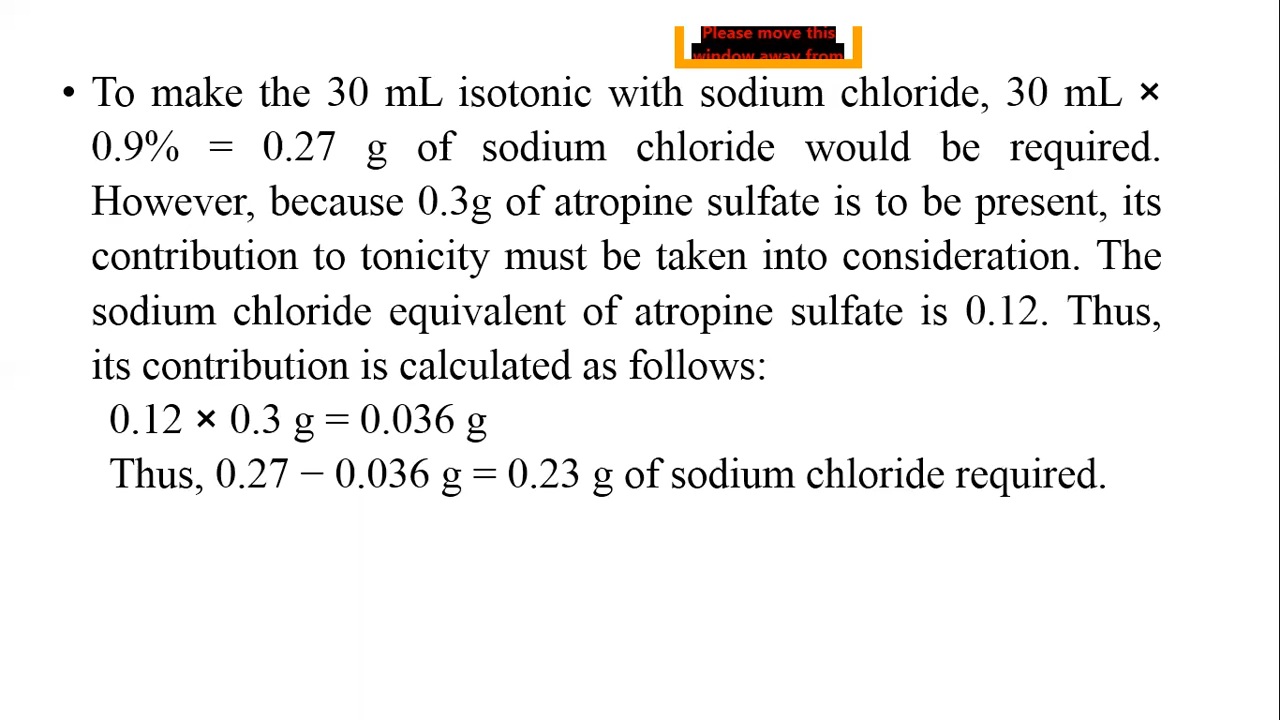 Please move this
window away from
• To make the 30 mL isotonic with sodium chloride, 30 mL ×
0.9% = 0.27 g of sodium chloride would be required.
However, because 0.3g of atropine sulfate is to be present, its
contribution to tonicity must be taken into consideration. The
sodium chloride equivalent of atropine sulfate is 0.12. Thus,
its contribution is calculated as follows:
0.12 × 0.3 g = 0.036 g
Thus, 0.27 − 0.036 g = 0.23 g of sodium chloride required.